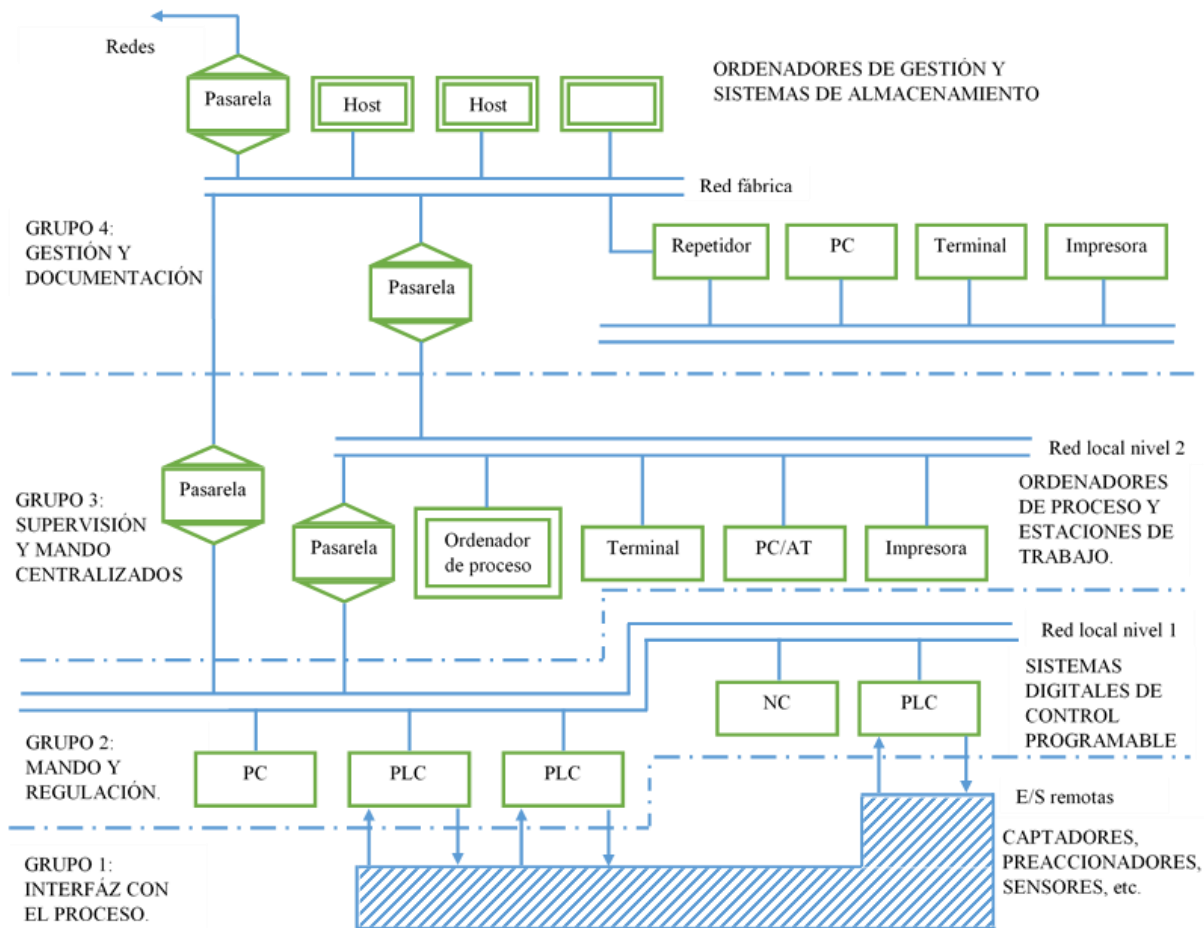 Redes
Pasarela
Host
Host
ORDENADORES DE GESTIÓN Y
SISTEMAS DE ALMACENAMIENTO
Red fábrica
GRUPO 4:
GESTIÓN Y
DOCUMENTACIÓN
Pasarela
Repetidor
PC
Terminal
Impresora
Red local nivel 2
GRUPO 3:
SUPERVISIÓN
Y MANDO
CENTRALIZADOS
Pasarela
Pasarela
Ordenador
de proceso
Terminal
PC/AT
Impresora
ORDENADORES
DE PROCESO Y
ESTACIONES DE
TRABAJO.
Red local nivel 1
NC
PLC
SISTEMAS
DIGITALES DE
CONTROL
PROGRAMABLE
GRUPO 2:
MANDO Y
REGULACIÓN.
PC
PLC
PLC
E/S remotas
GRUPO 1:
INTERFÁZ CON
EL PROCESO.
CAPTADORES,
PREACCIONADORES,
SENSORES, etc.